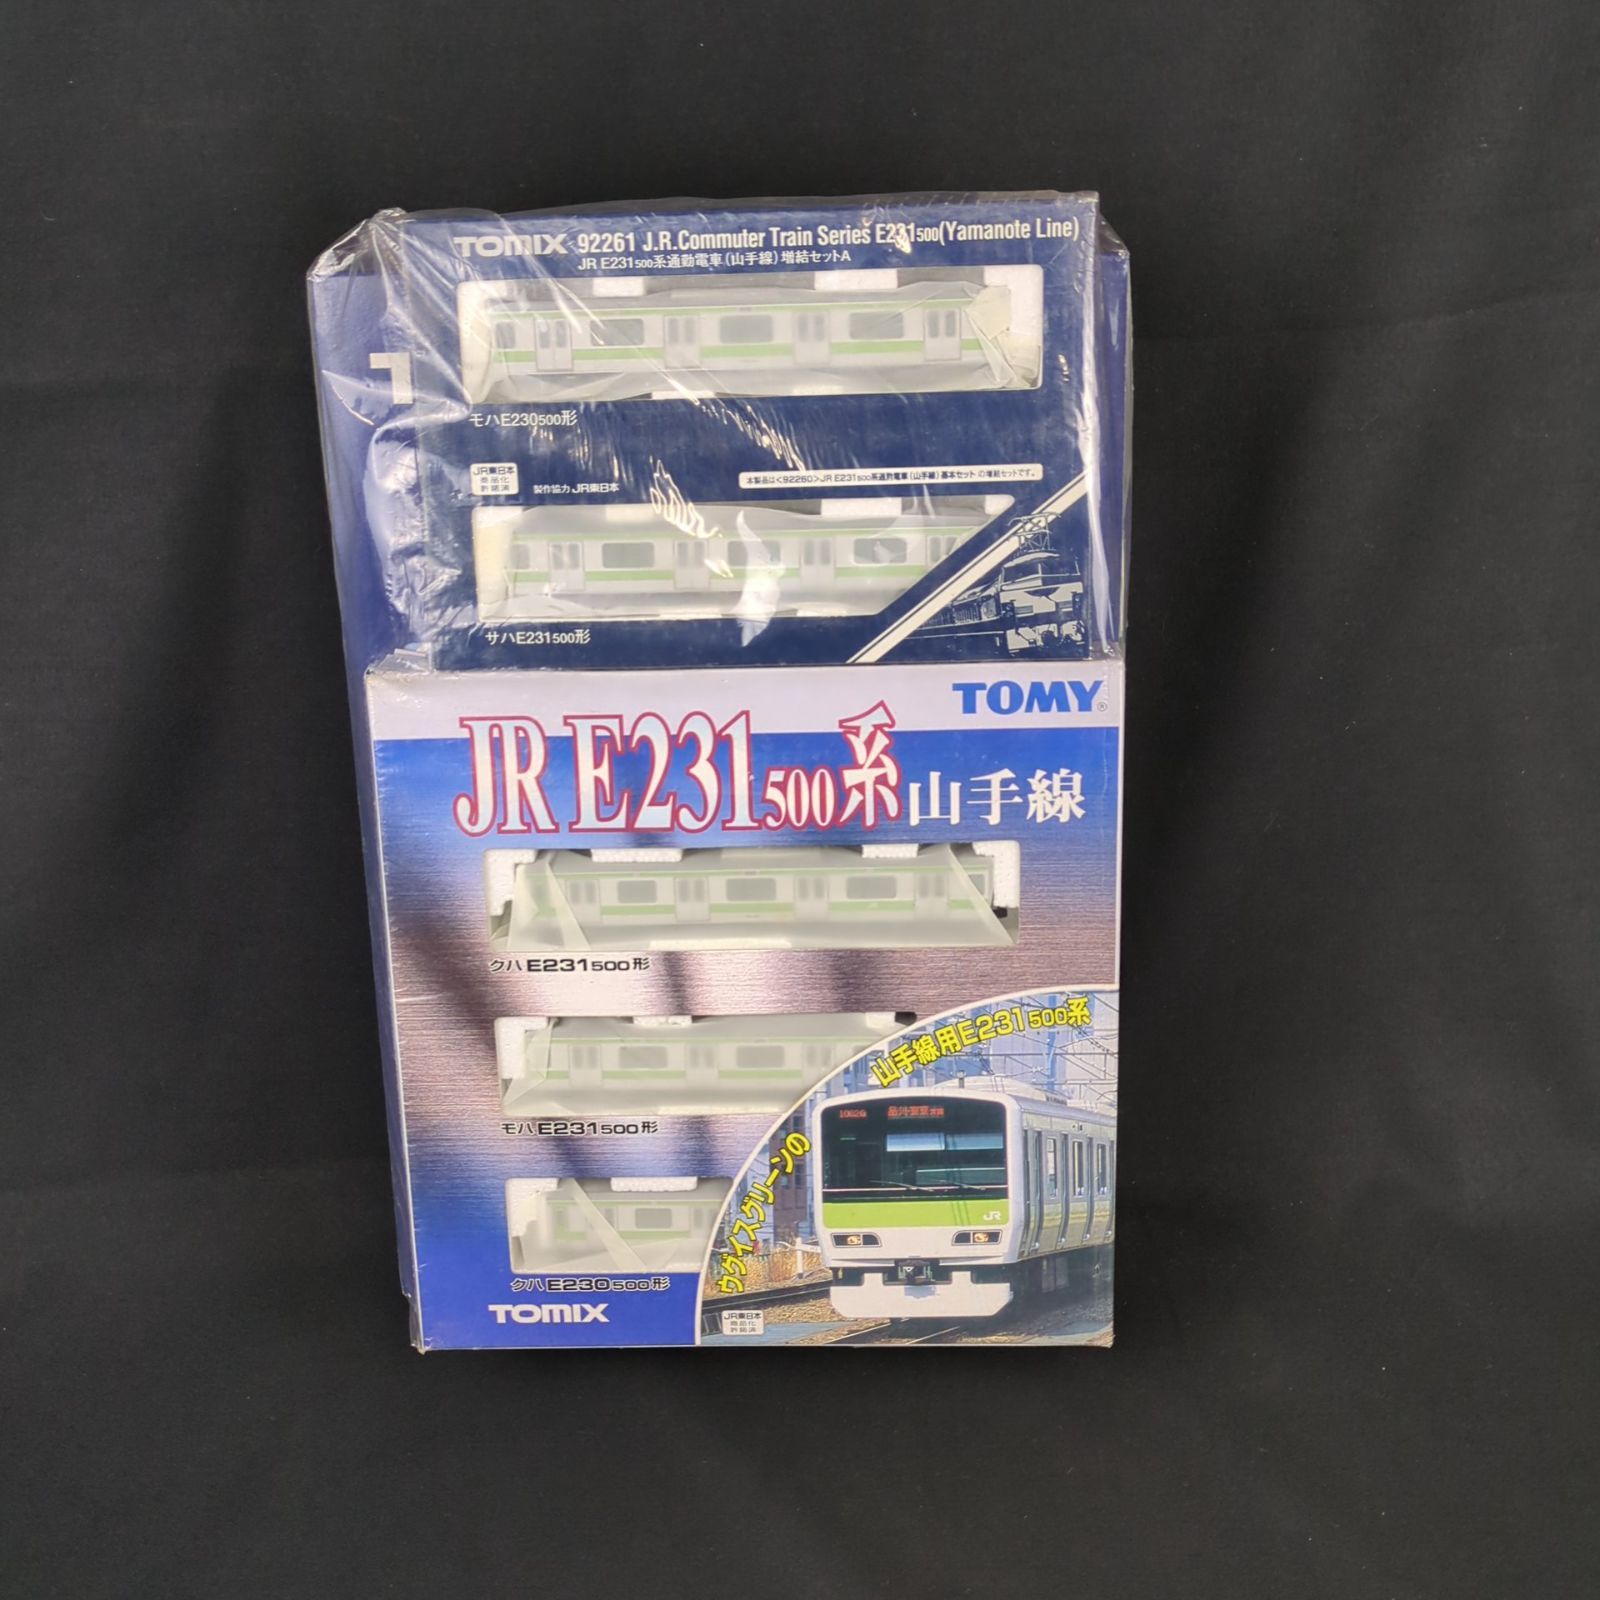 TOMIX 92261 J.R.Commuter Train Series E231500(Yamanote Line)
JR E231500系通勤電車(山手線)増結セットA
T
モハE230500形
JR東日本
商品化
許諾済
製作協力 JR東日本
本製品は<92260>JR E231500系通勤電車(山手線)基本セット の増結セットです。
サハE231500形
TOMY®
JR E231500系 山手線
クハE231500形
モハE231500形
クハE230500形
TOMIX
ウグイスグリーンの
山手線用E231500系
1062G
JR
JR東日本
商品化
許諾済